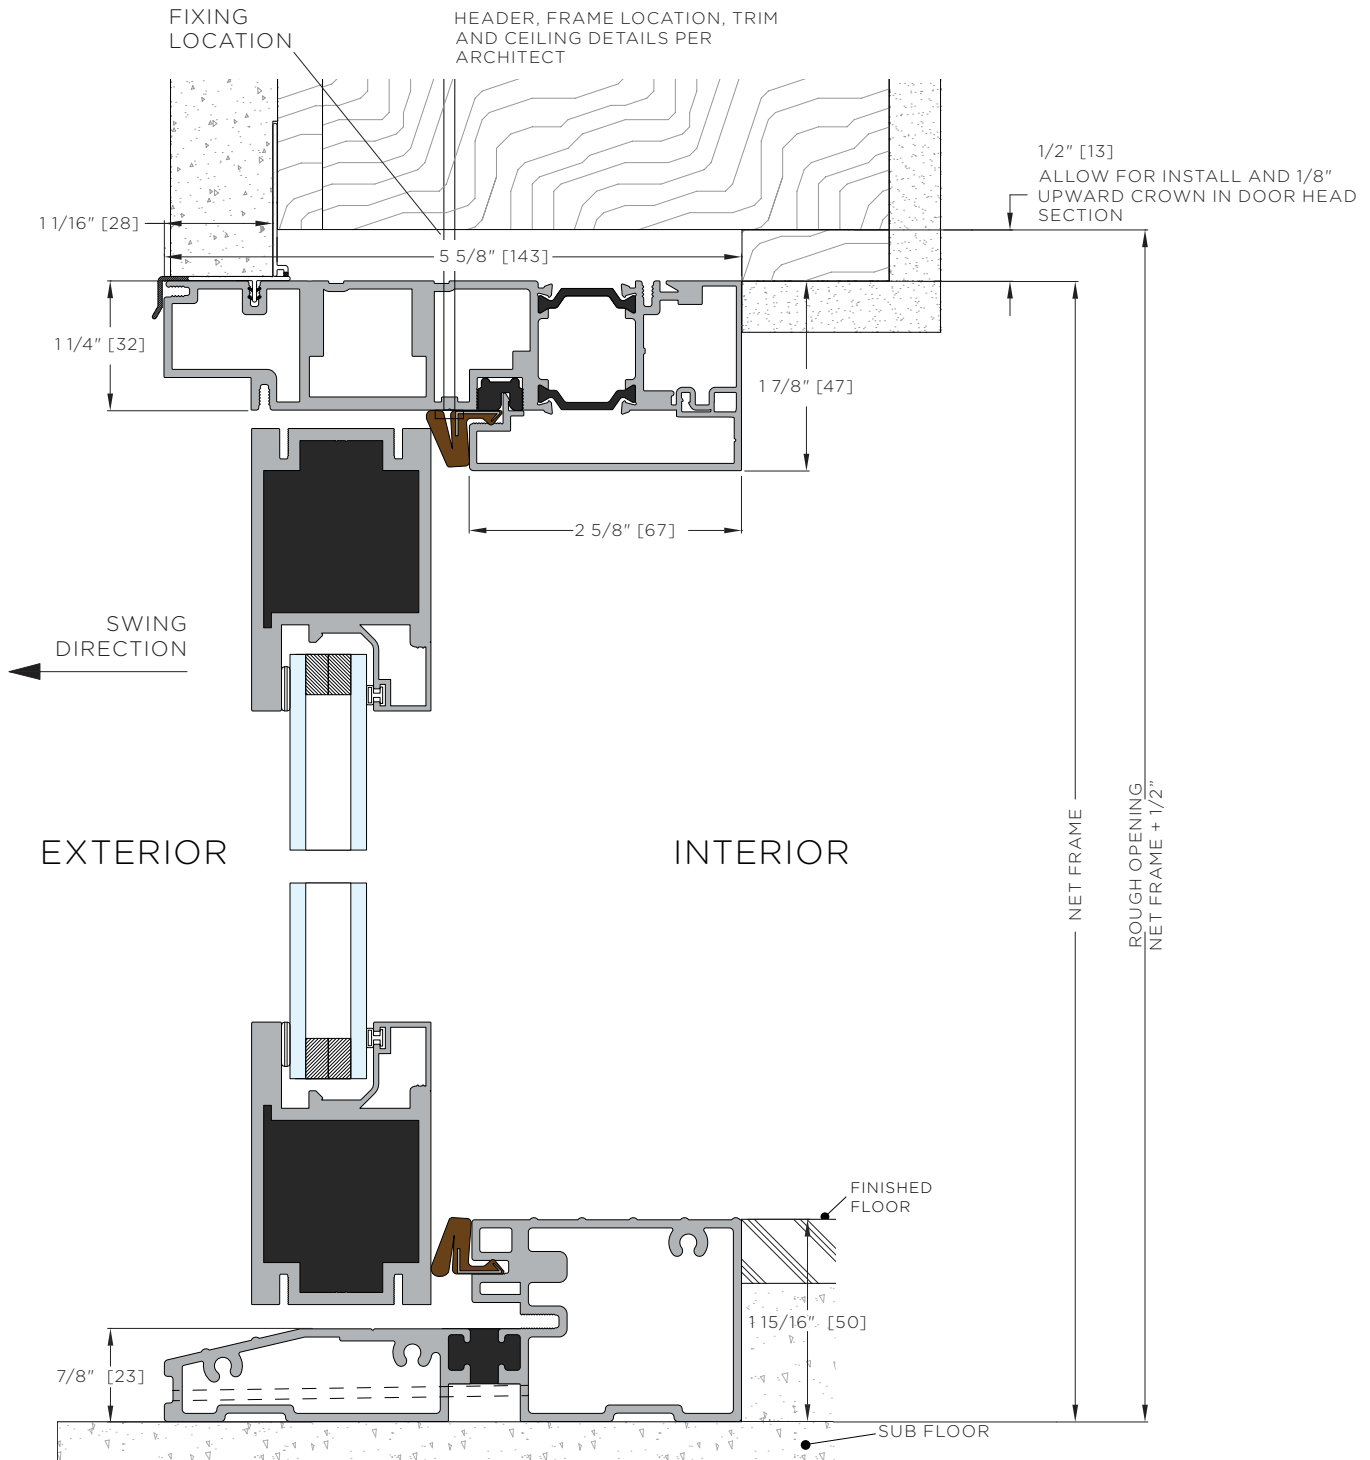 FIXING
LOCATION
HEADER, FRAME LOCATION, TRIM
AND CEILING DETAILS PER
ARCHITECT
1/2" [13]
ALLOW FOR INSTALL AND 1/8"
UPWARD CROWN IN DOOR HEAD
SECTION
1 1/16" [28]
5 5/8" [143]
1 1/4" [32]
1 7/8" [47]
2 5/8" [67]
SWING
DIRECTION
EXTERIOR
INTERIOR
NET FRAME
ROUGH OPENING
NET FRAME + 1/2"
FINISHED
FLOOR
1 15/16" [50]
7/8" [23]
SUB FLOOR